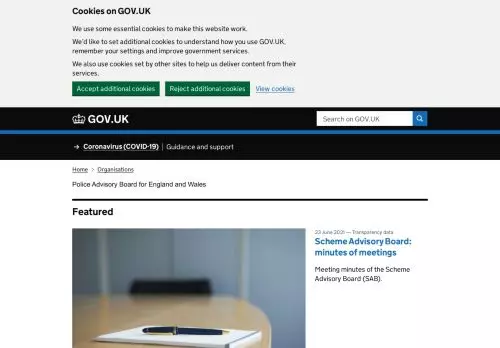 Cookies on GOV.UK
We use some essential cookies to make this website work.
We'd like to set additional cookies to understand how you use GOV.UK,
remember your settings and improve government services.
We also use cookies set by other sites to help us deliver content from their
services.
Accept additional cookies
Reject additional cookies
View cookies
GOV.UK
Search on GOV.UK
→ Coronavirus (COVID-19) | Guidance and support
Home > Organisations
Police Advisory Board for England and Wales
Featured
23 June 2021 — Transparency data
Scheme Advisory Board:
minutes of meetings
Meeting minutes of the Scheme
Advisory Board (SAB).